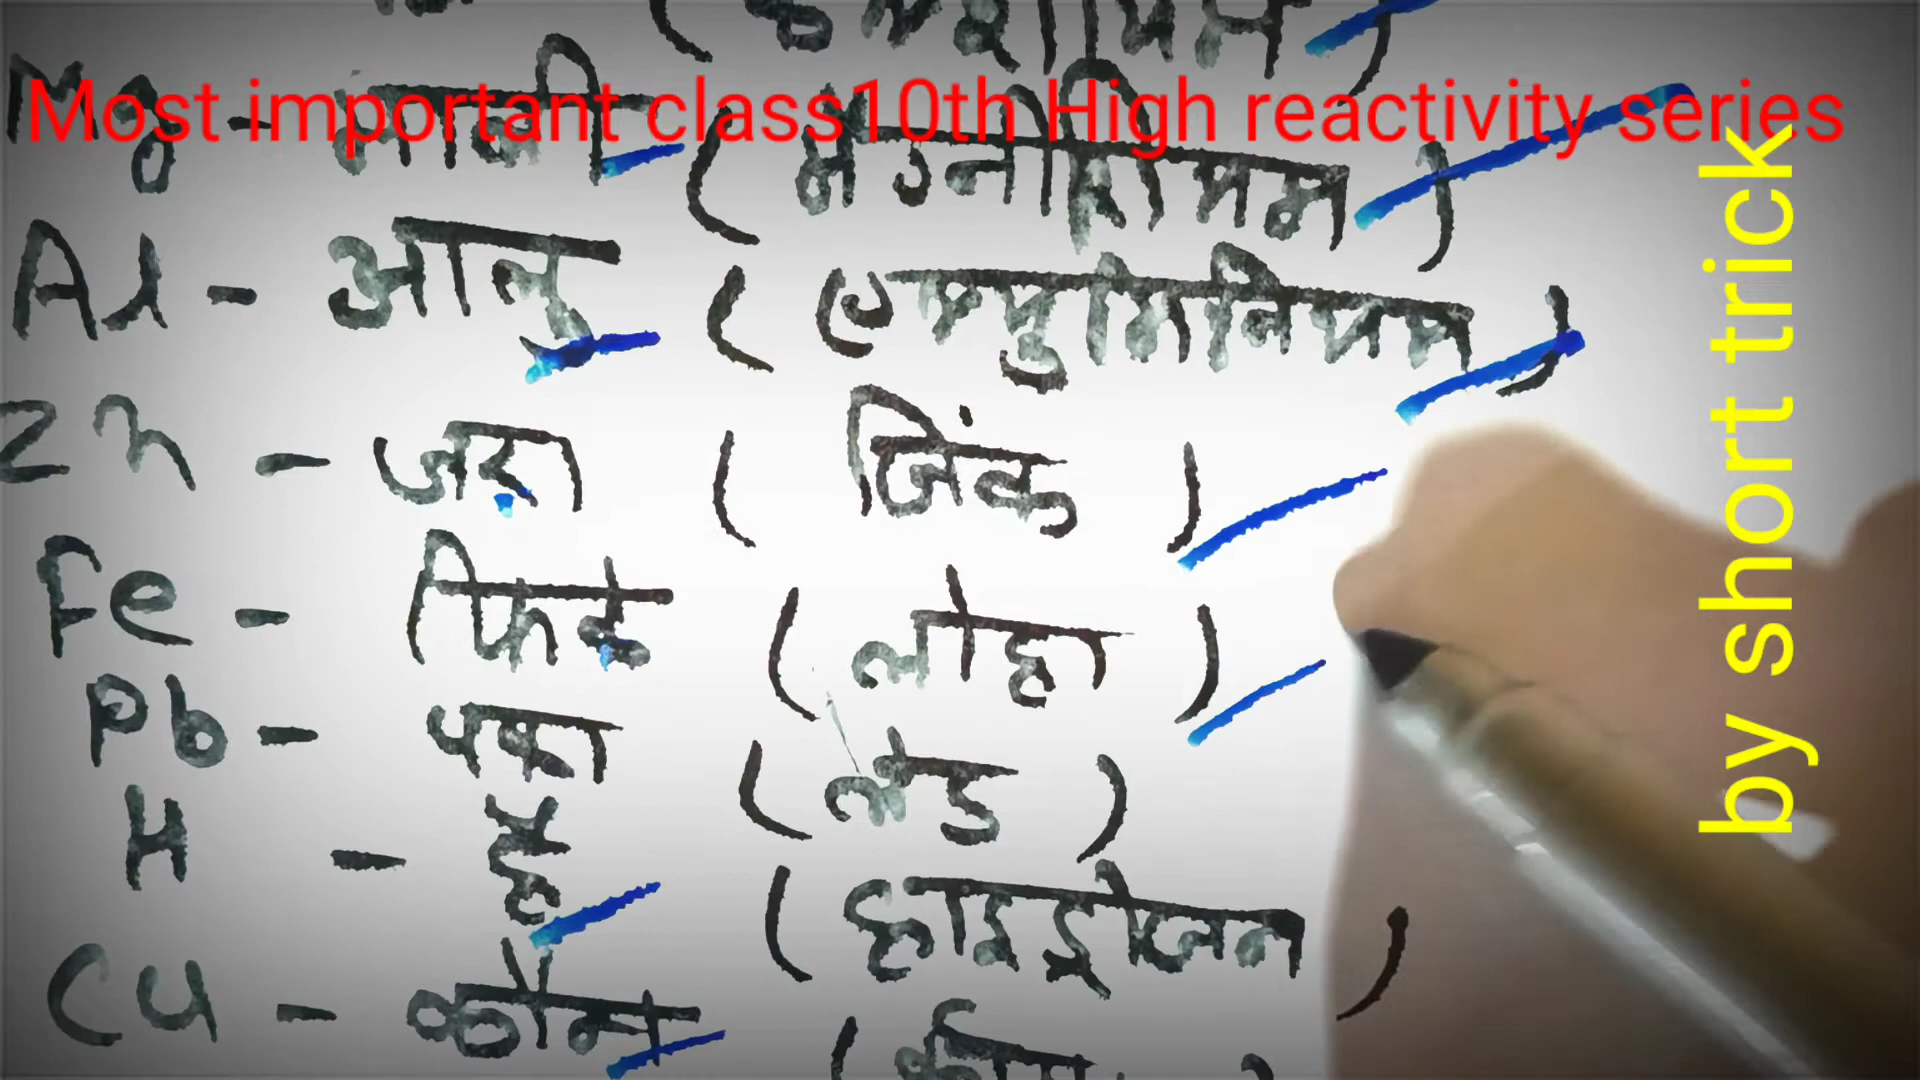 (कैल्शियम)
Most important class10th High reactivity series
Mg - माजी (मैग्नीशियम)
Al - आलु (एल्युमिनियम)
Zn - जरा (जिंक)
Fe - फिके (लोहा)
Pb - पका (लेड)
H - है (हाइड्रोजन)
Cu - कौन
by short trick